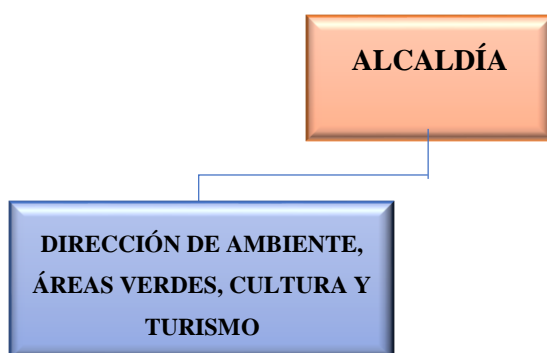 ALCALDÍA
DIRECCIÓN DE AMBIENTE,
ÁREAS VERDES, CULTURA Y
TURISMO